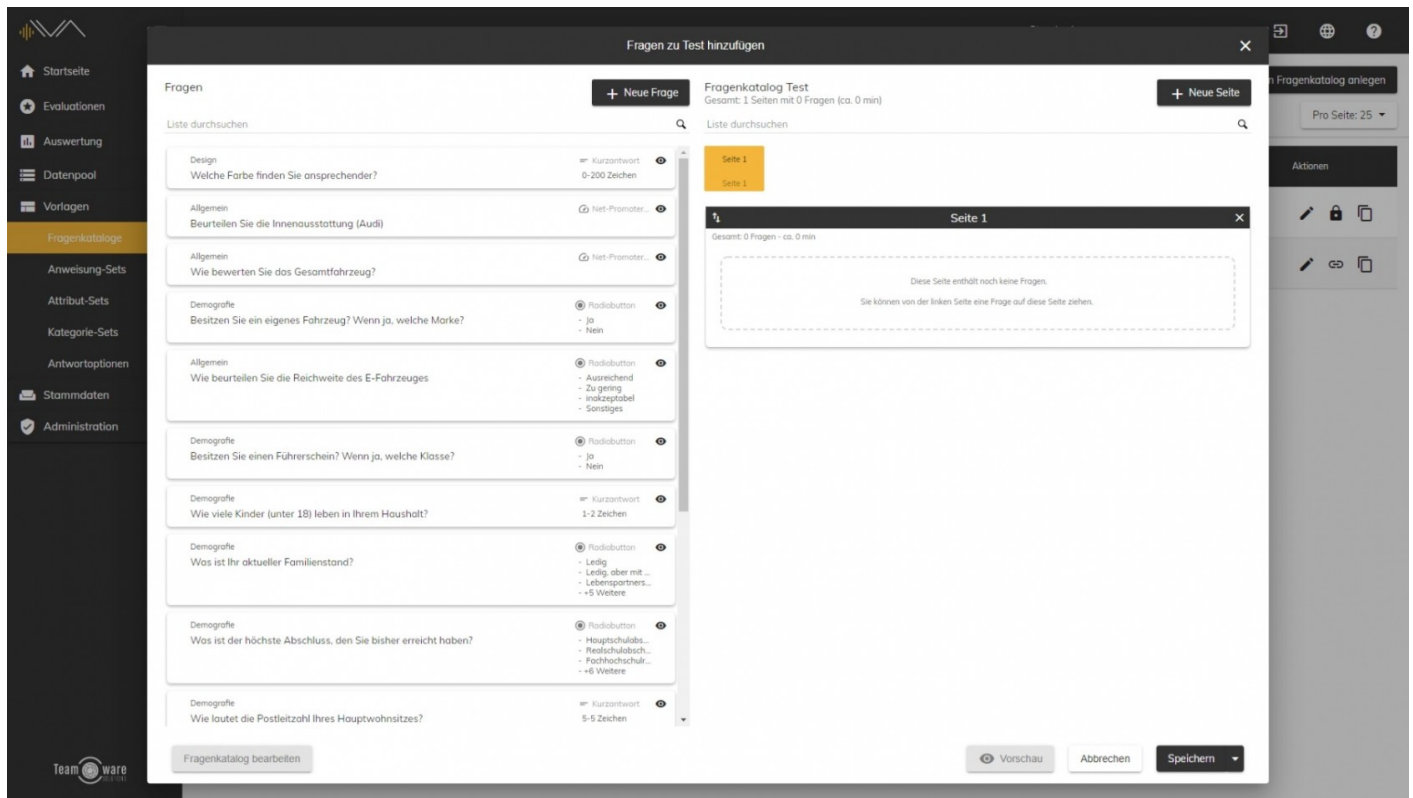 Fragen zu Test hinzufügen
Startseite
Evaluationen
Auswertung
Datenpool
Vorlagen
Fragenkataloge
Anweisung-Sets
Attribut-Sets
Kategorie-Sets
Antwortoptionen
Stammdaten
Administration
Team ware
Fragen
+ Neue Frage
Liste durchsuchen
Design
Welche Farbe finden Sie ansprechender?
Kurzantwort
0-200 Zeichen
Allgemein
Beurteilen Sie die Innenausstattung (Audi)
Net-Promoter...
Allgemein
Wie bewerten Sie das Gesamtfahrzeug?
Net-Promoter...
Demografie
Besitzen Sie ein eigenes Fahrzeug? Wenn ja, welche Marke?
Radiobutton
- Ja
- Nein
Allgemein
Wie beurteilen Sie die Reichweite des E-Fahrzeuges
Radiobutton
- Ausreichend
- Zu gering
- inakzeptabel
- Sonstiges
Demografie
Besitzen Sie einen Führerschein? Wenn ja, welche Klasse?
Radiobutton
- Ja
- Nein
Demografie
Wie viele Kinder (unter 18) leben in Ihrem Haushalt?
Kurzantwort
1-2 Zeichen
Demografie
Was ist Ihr aktueller Familienstand?
Radiobutton
- Ledig
- Ledig, aber mit ...
- Lebenspartners...
- +5 Weitere
Demografie
Was ist der höchste Abschluss, den Sie bisher erreicht haben?
Radiobutton
- Hauptschulabs...
- Realschulabsch...
- Fachhochschulr...
- +6 Weitere
Demografie
Wie lautet die Postleitzahl Ihres Hauptwohnsitzes?
Kurzantwort
5-5 Zeichen
Fragenkatalog Test
Gesamt: 1 Seiten mit 0 Fragen (ca. 0 min)
+ Neue Seite
Liste durchsuchen
Seite 1
Seite 1
Seite 1
Gesamt: 0 Fragen - ca. 0 min
Diese Seite enthält noch keine Fragen.
Sie können von der linken Seite eine Frage auf diese Seite ziehen.
Fragenkatalog bearbeiten
Vorschau
Abbrechen
Speichern
n Fragenkatalog anlegen
Pro Seite: 25
Aktionen